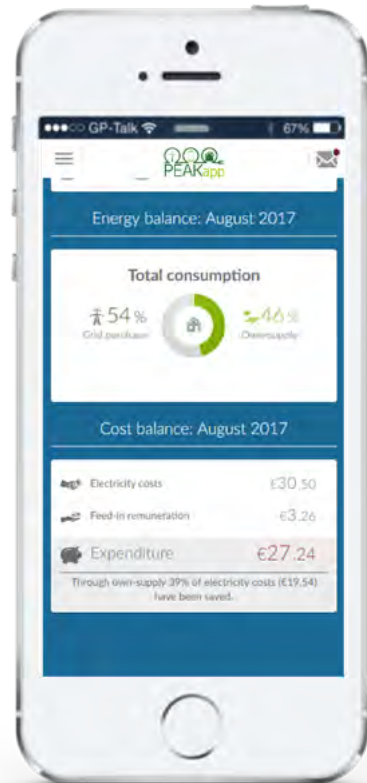 GP-Talk 67%
PEAKapp
Energy balance: August 2017
Total consumption
54 % 46 %
Grid purchase Own-supply
Cost balance: August 2017
Electricity costs €30.50
Feed-in remuneration €3.26
Expenditure €27.24
Through own-supply 39% of electricity costs (€19.54)
have been saved.